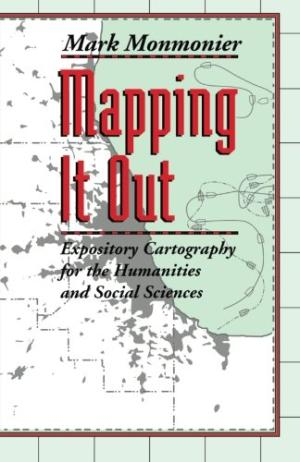 Mark Monmonier
Mapping
It Out
Expository Cartography
for the Humanities
and Social Sciences